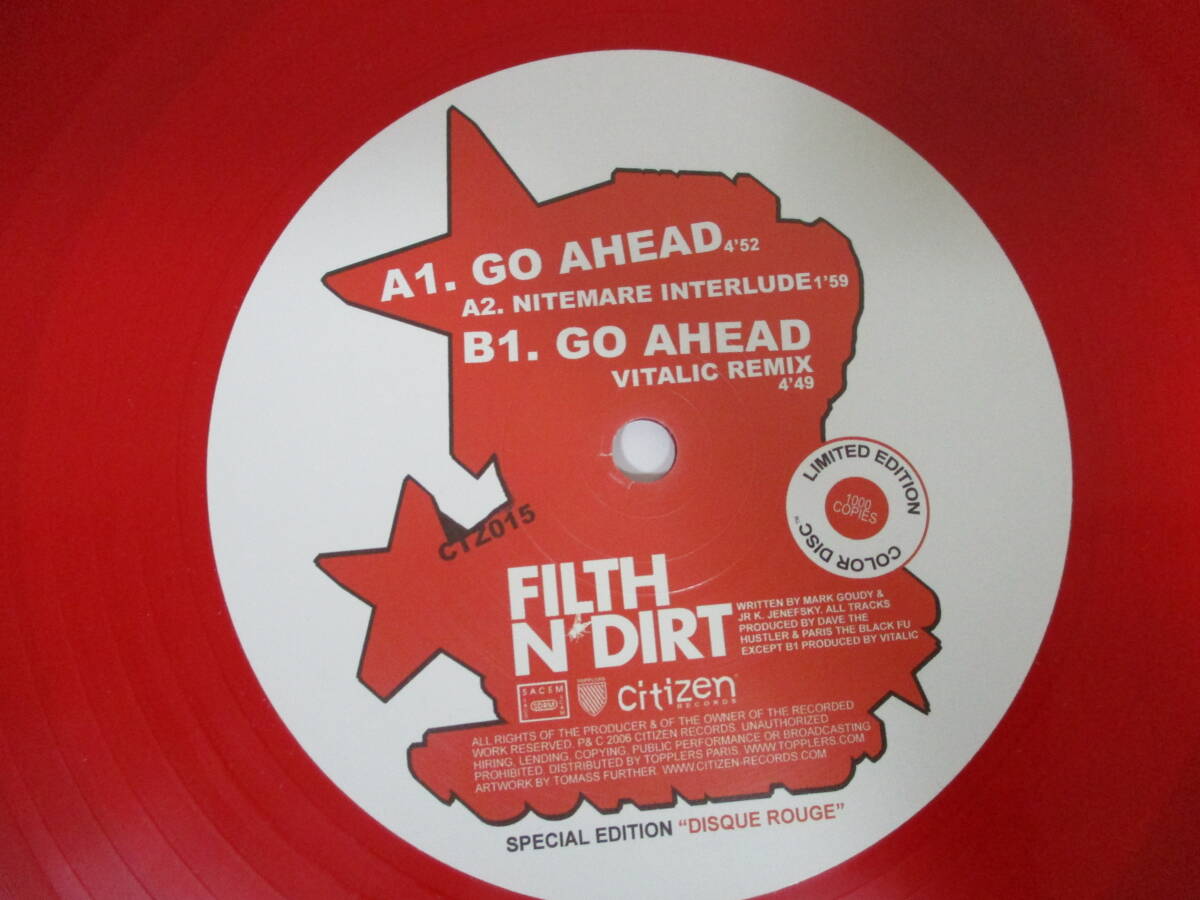 A1. GO AHEAD 4'52
A2. NITEMARE INTERLUDE 1'59
B1. GO AHEAD
VITALIC REMIX
4'49
LIMITED EDITION
1000
COPIES
COLOR DISC
CTZ015
FILTH
N'DIRT
WRITTEN BY MARK GOUDY &
JR K. JENEFSKY. ALL TRACKS
PRODUCED BY DAVE THE
HUSTLER & PARIS THE BLACK FU
EXCEPT B1 PRODUCED BY VITALIC
SACEM
SDRM
citizen
RECORDS
ALL RIGHTS OF THE PRODUCER & OF THE OWNER OF THE RECORDED
WORK RESERVED. P& C 2006 CITIZEN RECORDS. UNAUTHORIZED
HIRING, LENDING, COPYING, PUBLIC PERFORMANCE OR BROADCASTING
PROHIBITED. DISTRIBUTED BY TOPPLERS PARIS. WWW.TOPPLERS.COM
ARTWORK BY TOMASS FURTHER. WWW.CITIZEN-RECORDS.COM
SPECIAL EDITION "DISQUE ROUGE"